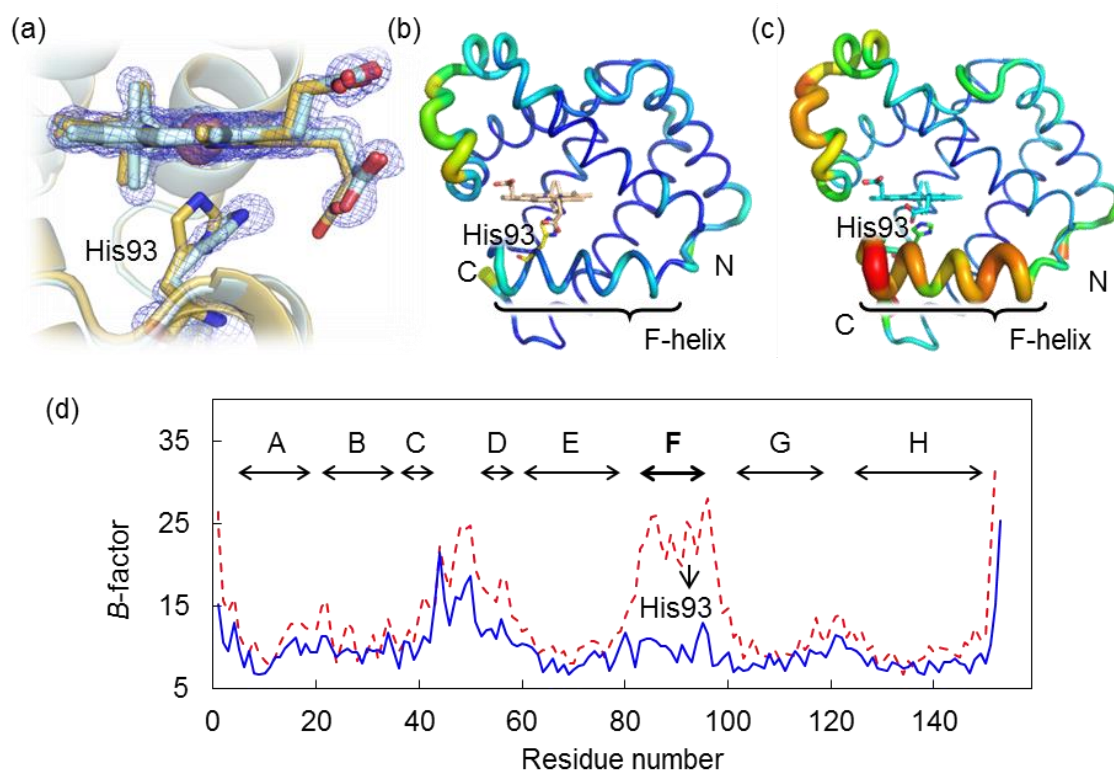 (a)
His93
(b)
His93
C
N
F-helix
(c)
His93
C
N
F-helix
(d)
B-factor
35
25
15
5
A
B
C
D
E
F
G
H
His93
0
20
40
60
80
100
120
140
Residue number